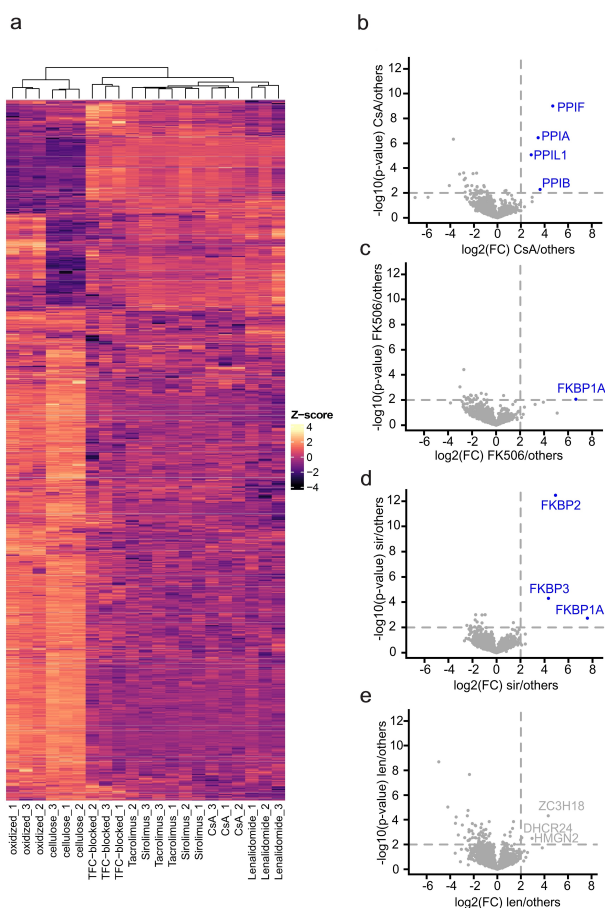 a
oxidized_1
oxidized_3
oxidized_2
cellulose_3
cellulose_1
cellulose_2
TFC-blocked_2
TFC-blocked_3
TFC-blocked_1
Tacrolimus_2
Sirolimus_3
Tacrolimus_3
Tacrolimus_1
Sirolimus_2
Sirolimus_1
CsA_3
CsA_1
CsA_2
Lenalidomide_1
Lenalidomide_2
Lenalidomide_3
Z-score
4
2
0
−2
−4
b
-log10(p-value) CsA/others
12
10
8
6
4
2
0
PPIF
PPIA
PPIL1
PPIB
-6 -4 -2 0 2 4 6 8
log2(FC) CsA/others
c
-log10(p-value) FK506/others
12
10
8
6
4
2
0
FKBP1A
-6 -4 -2 0 2 4 6 8
log2(FC) FK506/others
d
-log10(p-value) sir/others
12
10
8
6
4
2
0
FKBP2
FKBP3
FKBP1A
-6 -4 -2 0 2 4 6 8
log2(FC) sir/others
e
-log10(p-value) len/others
12
10
8
6
4
2
0
ZC3H18
DHCR24
HMGN2
-6 -4 -2 0 2 4 6 8
log2(FC) len/others